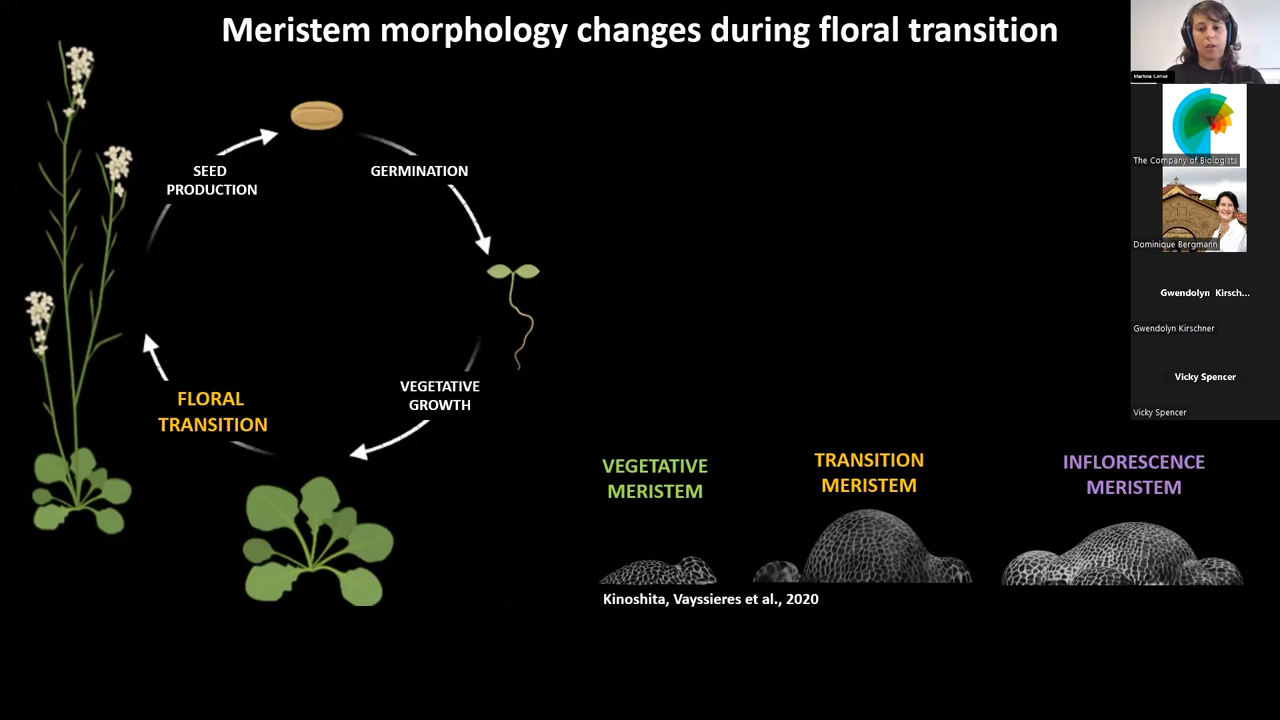 Meristem morphology changes during floral transition
SEED
PRODUCTION
GERMINATION
FLORAL
TRANSITION
VEGETATIVE
GROWTH
VEGETATIVE
MERISTEM
TRANSITION
MERISTEM
INFLORESCENCE
MERISTEM
Kinoshita, Vayssieres et al., 2020
Martina Cerise
The Company of Biologists
Dominique Bergmann
Gwendolyn Kirsch...
Gwendolyn Kirschner
Vicky Spencer
Vicky Spencer